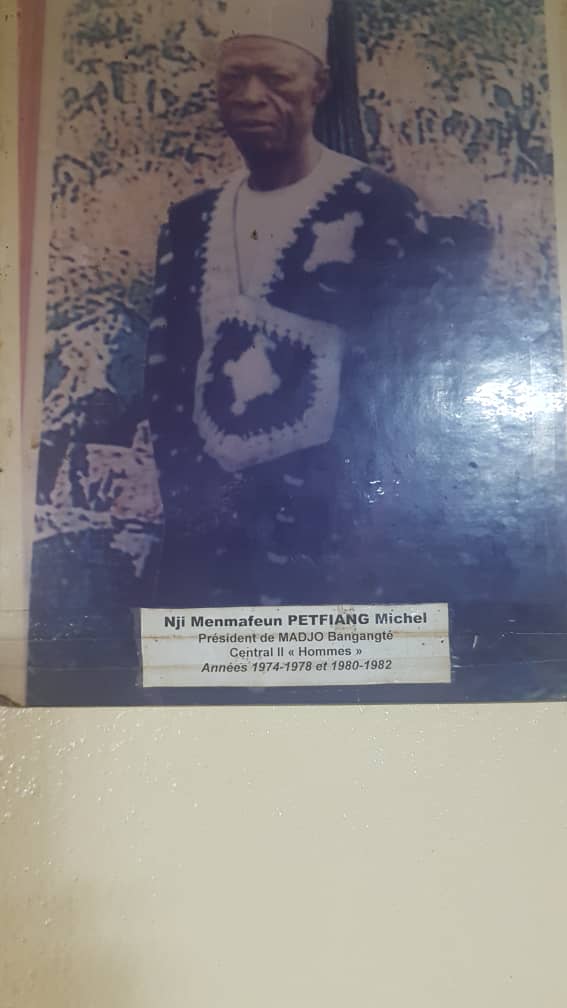 Nji Menmafeun PETFIANG Michel
Président de MADJO Bangangté
Central II « Hommes »
Années 1974-1978 et 1980-1982